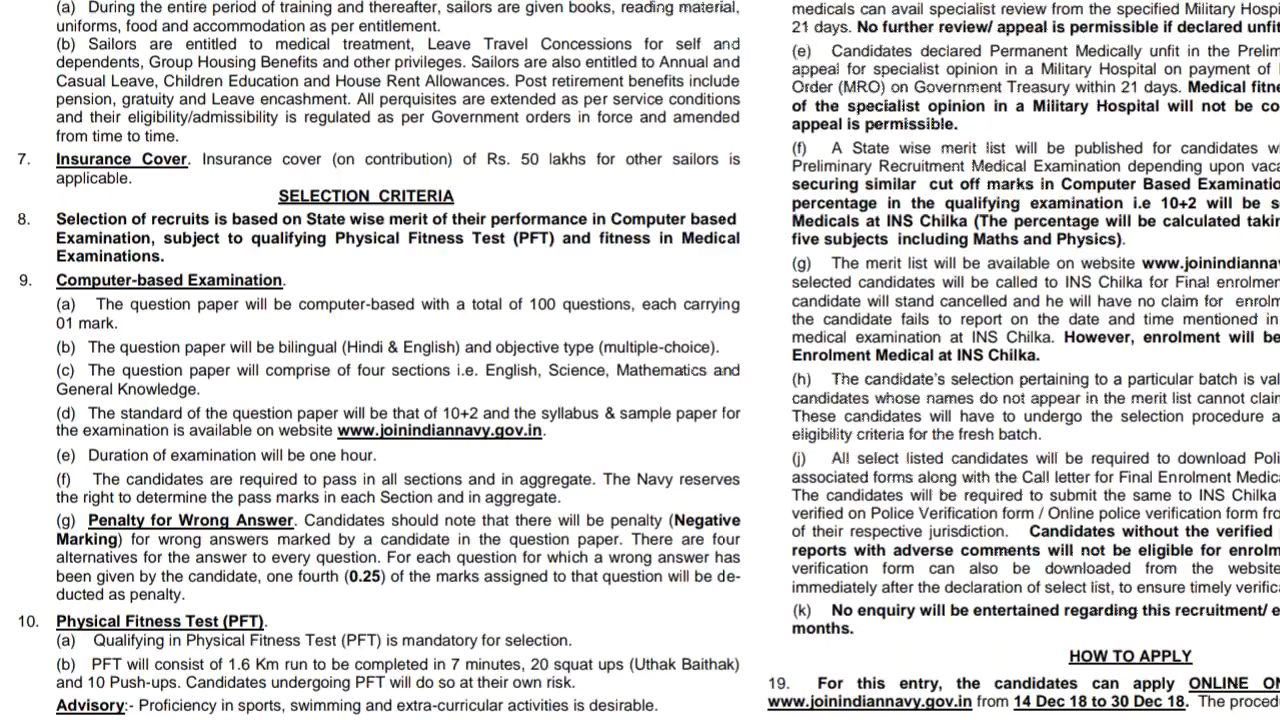 (a) During the entire period of training and thereafter, sailors are given books, reading material,
uniforms, food and accommodation as per entitlement.
(b) Sailors are entitled to medical treatment, Leave Travel Concessions for self and
dependents, Group Housing Benefits and other privileges. Sailors are also entitled to Annual and
Casual Leave, Children Education and House Rent Allowances. Post retirement benefits include
pension, gratuity and Leave encashment. All perquisites are extended as per service conditions
and their eligibility/admissibility is regulated as per Government orders in force and amended
from time to time.
7. Insurance Cover. Insurance cover (on contribution) of Rs. 50 lakhs for other sailors is
applicable.
SELECTION CRITERIA
8. Selection of recruits is based on State wise merit of their performance in Computer based
Examination, subject to qualifying Physical Fitness Test (PFT) and fitness in Medical
Examinations.
9. Computer-based Examination.
(a) The question paper will be computer-based with a total of 100 questions, each carrying
01 mark.
(b) The question paper will be bilingual (Hindi & English) and objective type (multiple-choice).
(c) The question paper will comprise of four sections i.e. English, Science, Mathematics and
General Knowledge.
(d) The standard of the question paper will be that of 10+2 and the syllabus & sample paper for
the examination is available on website www.joinindiannavy.gov.in.
(e) Duration of examination will be one hour.
(f) The candidates are required to pass in all sections and in aggregate. The Navy reserves
the right to determine the pass marks in each Section and in aggregate.
(g) Penalty for Wrong Answer. Candidates should note that there will be penalty (Negative
Marking) for wrong answers marked by a candidate in the question paper. There are four
alternatives for the answer to every question. For each question for which a wrong answer has
been given by the candidate, one fourth (0.25) of the marks assigned to that question will be de-
ducted as penalty.
10. Physical Fitness Test (PFT).
(a) Qualifying in Physical Fitness Test (PFT) is mandatory for selection.
(b) PFT will consist of 1.6 Km run to be completed in 7 minutes, 20 squat ups (Uthak Baithak)
and 10 Push-ups. Candidates undergoing PFT will do so at their own risk.
Advisory:- Proficiency in sports, swimming and extra-curricular activities is desirable.
medicals can avail specialist review from the specified Military Hospi
21 days. No further review/ appeal is permissible if declared unfit
(e) Candidates declared Permanent Medically unfit in the Prelim
appeal for specialist opinion in a Military Hospital on payment of
Order (MRO) on Government Treasury within 21 days. Medical fitne
of the specialist opinion in a Military Hospital will not be co
appeal is permissible.
(f) A State wise merit list will be published for candidates w
Preliminary Recruitment Medical Examination depending upon vaca
securing similar cut off marks in Computer Based Examinatio
percentage in the qualifying examination i.e 10+2 will be s
Medicals at INS Chilka (The percentage will be calculated takin
five subjects including Maths and Physics).
(g) The merit list will be available on website www.joinindianna
selected candidates will be called to INS Chilka for Final enrolmen
candidate will stand cancelled and he will have no claim for enrolm
the candidate fails to report on the date and time mentioned in
medical examination at INS Chilka. However, enrolment will be
Enrolment Medical at INS Chilka.
(h) The candidate's selection pertaining to a particular batch is val
candidates whose names do not appear in the merit list cannot clain
These candidates will have to undergo the selection procedure a
eligibility criteria for the fresh batch.
(j) All select listed candidates will be required to download Poli
associated forms along with the Call letter for Final Enrolment Medic
The candidates will be required to submit the same to INS Chilka
verified on Police Verification form / Online police verification form fro
of their respective jurisdiction. Candidates without the verified
reports with adverse comments will not be eligible for enrolm
verification form can also be downloaded from the website
immediately after the declaration of select list, to ensure timely verific
(k) No enquiry will be entertained regarding this recruitment/ e
months.
HOW TO APPLY
19. For this entry, the candidates can apply ONLINE ON
www.joinindiannavy.gov.in from 14 Dec 18 to 30 Dec 18. The proced